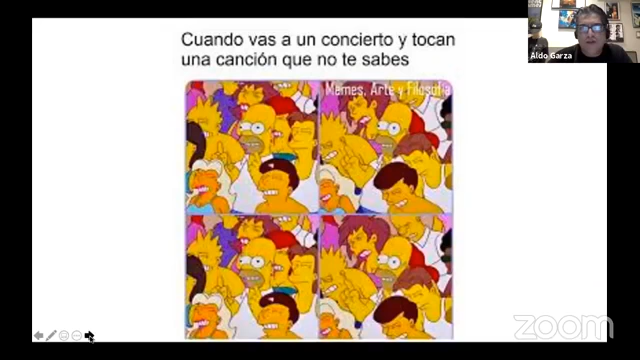 Cuando vas a un concierto y tocan
una canción que no te sabes
Memes, Arte y Filosofía
Aldo Garza
zoom